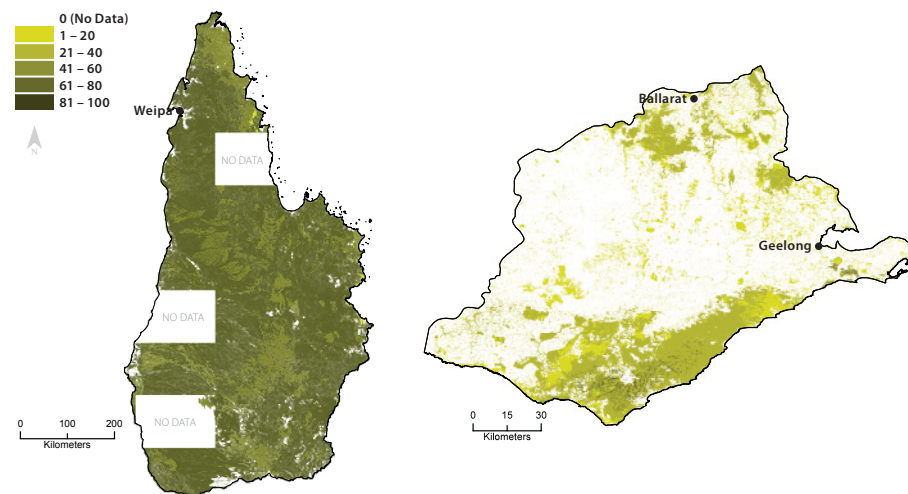 0 (No Data)
1 – 20
21 – 40
41 – 60
61 – 80
81 – 100
N
Weipa
NO DATA
NO DATA
NO DATA
0 100 200
Kilometers
Ballarat
Geelong
0 15 30
Kilometers